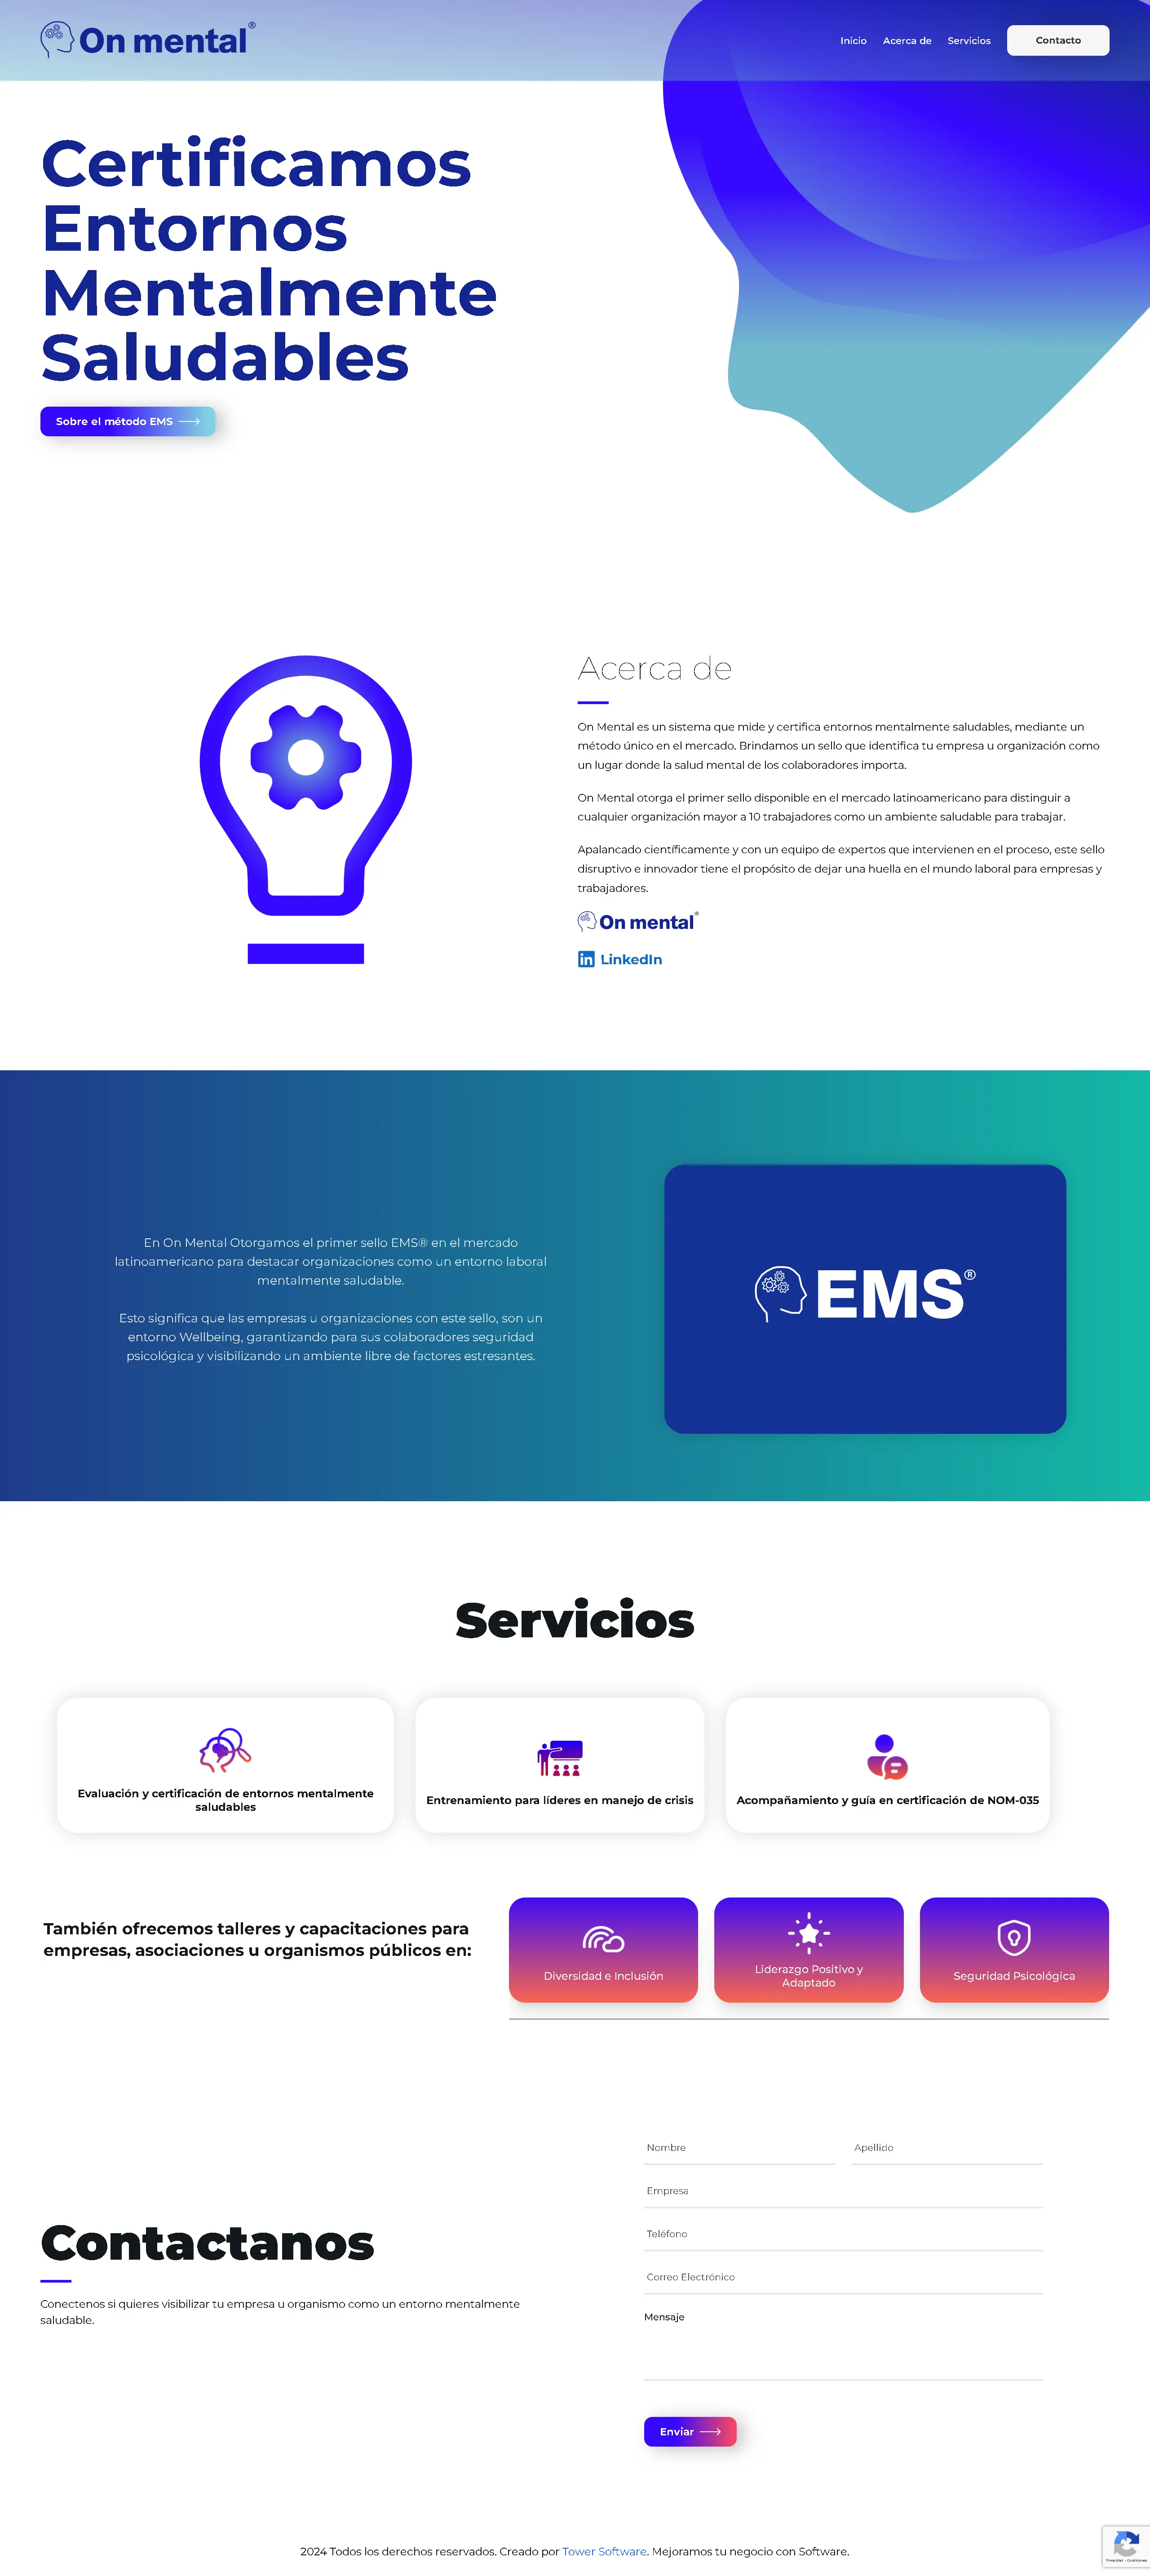 On mental®
Inicio
Acerca de
Servicios
Contacto
Certificamos
Entornos
Mentalmente
Saludables
Sobre el método EMS
Acerca de
On Mental es un sistema que mide y certifica entornos mentalmente saludables, mediante un
método único en el mercado. Brindamos un sello que identifica tu empresa u organización como
un lugar donde la salud mental de los colaboradores importa.
On Mental otorga el primer sello disponible en el mercado latinoamericano para distinguir a
cualquier organización mayor a 10 trabajadores como un ambiente saludable para trabajar.
Apalancado científicamente y con un equipo de expertos que intervienen en el proceso, este sello
disruptivo e innovador tiene el propósito de dejar una huella en el mundo laboral para empresas y
trabajadores.
On mental®
LinkedIn
En On Mental Otorgamos el primer sello EMS® en el mercado
latinoamericano para destacar organizaciones como un entorno laboral
mentalmente saludable.
Esto significa que las empresas u organizaciones con este sello, son un
entorno Wellbeing, garantizando para sus colaboradores seguridad
psicológica y visibilizando un ambiente libre de factores estresantes.
EMS®
Servicios
Evaluación y certificación de entornos mentalmente
saludables
Entrenamiento para líderes en manejo de crisis
Acompañamiento y guía en certificación de NOM-035
También ofrecemos talleres y capacitaciones para
empresas, asociaciones u organismos públicos en:
Diversidad e Inclusión
Liderazgo Positivo y
Adaptado
Seguridad Psicológica
Contactanos
Conectenos si quieres visibilizar tu empresa u organismo como un entorno mentalmente
saludable.
Nombre
Apellido
Empresa
Teléfono
Correo Electrónico
Mensaje
Enviar
2024 Todos los derechos reservados. Creado por Tower Software. Mejoramos tu negocio con Software.
Privacidad - Condiciones